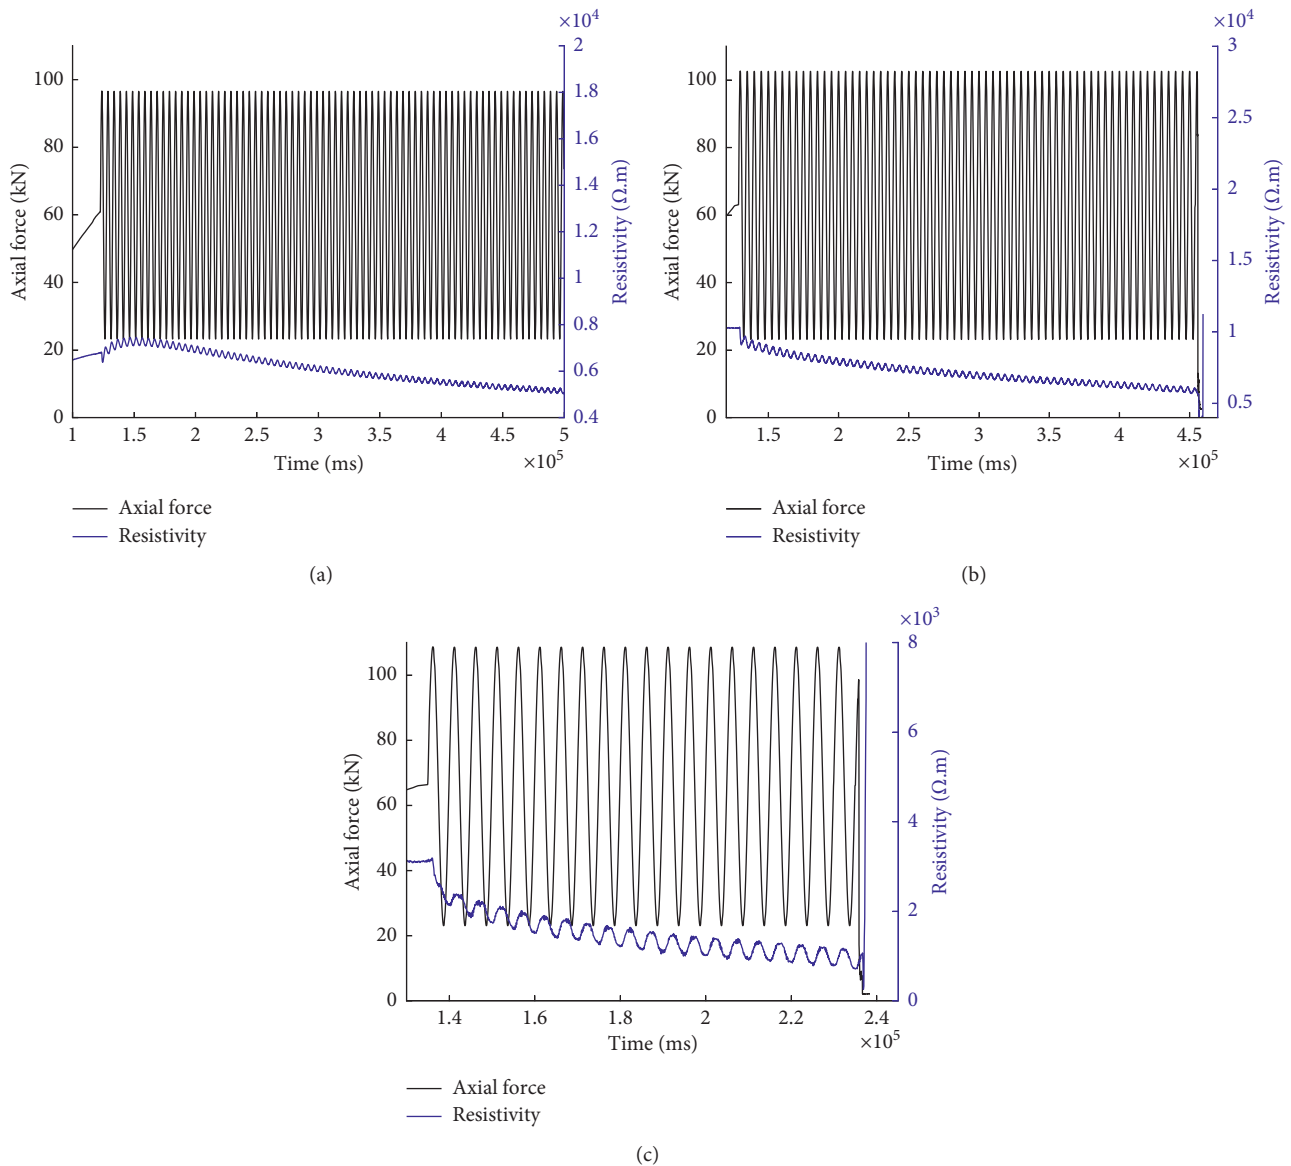 ×10⁴
2
1.8
1.6
1.4
1.2
1
0.8
0.6
0.4
Resistivity (Ω.m)
100
80
60
40
20
0
Axial force (kN)
1 1.5 2 2.5 3 3.5 4 4.5 5
Time (ms)
×10⁵
Axial force
Resistivity
(a)
×10⁴
3
2.5
2
1.5
1
0.5
Resistivity (Ω.m)
100
80
60
40
20
0
Axial force (kN)
1.5 2 2.5 3 3.5 4 4.5
Time (ms)
×10⁵
Axial force
Resistivity
(b)
×10³
8
6
4
2
0
Resistivity (Ω.m)
100
80
60
40
20
0
Axial force (kN)
1.4 1.6 1.8 2 2.2 2.4
Time (ms)
×10⁵
Axial force
Resistivity
(c)